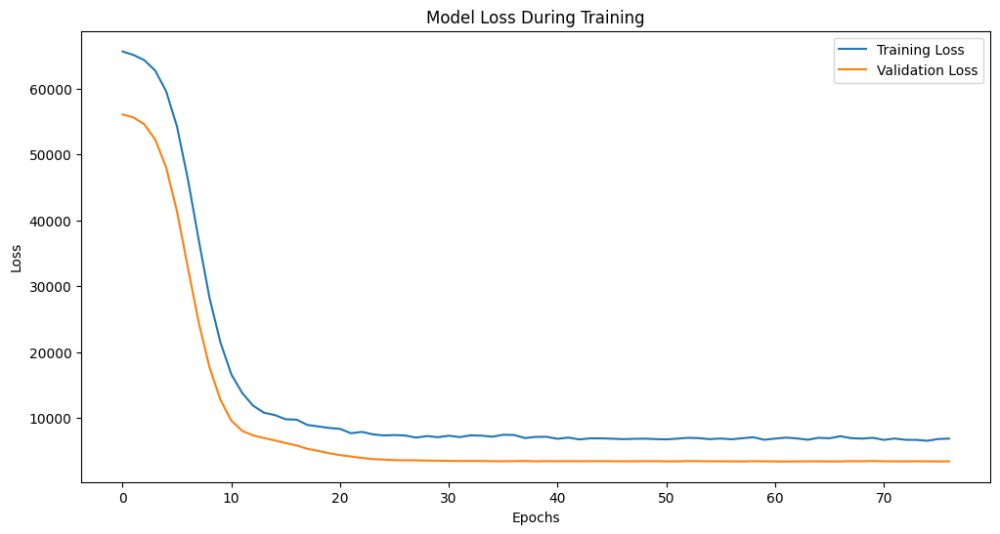 Model Loss During Training
Training Loss
Validation Loss
60000
50000
40000
30000
20000
10000
Loss
0 10 20 30 40 50 60 70
Epochs